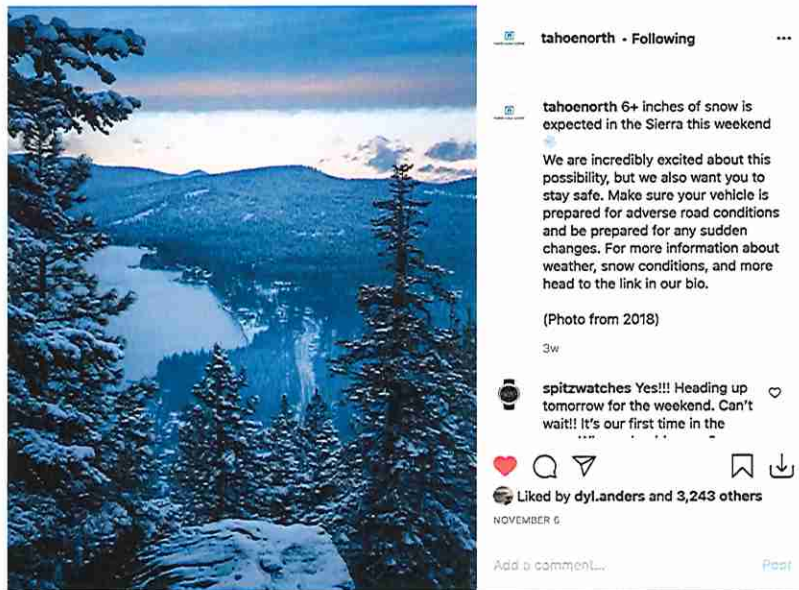 tahoenorth • Following
tahoenorth 6+ inches of snow is
expected in the Sierra this weekend
We are incredibly excited about this
possibility, but we also want you to
stay safe. Make sure your vehicle is
prepared for adverse road conditions
and be prepared for any sudden
changes. For more information about
weather, snow conditions, and more
head to the link in our bio.
(Photo from 2018)
3w
spitzwatches Yes!!! Heading up
tomorrow for the weekend. Can't
wait!! It's our first time in the
Liked by dyl.anders and 3,243 others
NOVEMBER 6
Add a comment...
Post